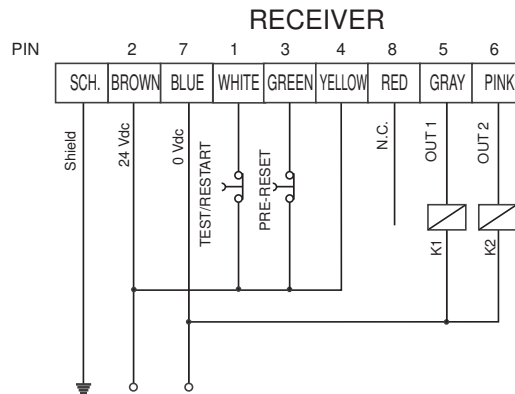 RECEIVER
PIN 2 7 1 3 4 8 5 6
SCH. BROWN BLUE WHITE GREEN YELLOW RED GRAY PINK
Shield
24 Vdc
0 Vdc
TEST/RESTART
PRE-RESET
N.C.
OUT 1
OUT 2
K1
K2